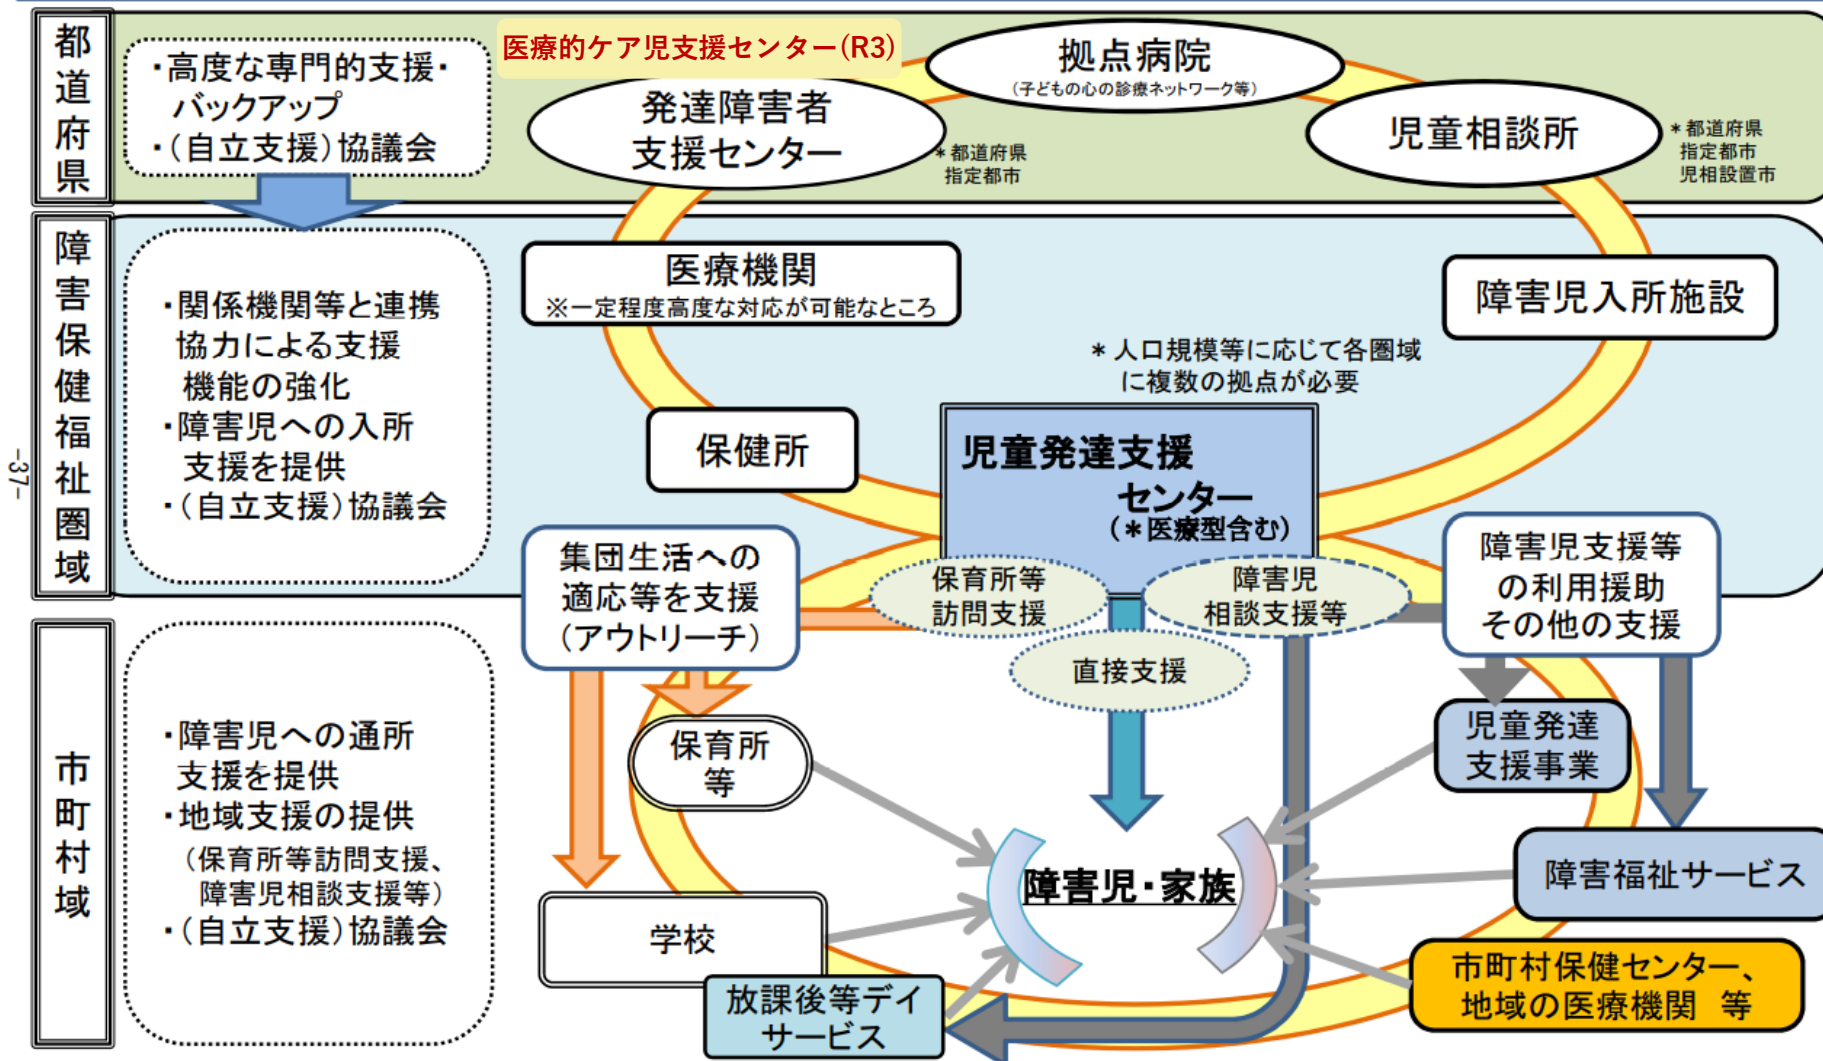 都道府県
・高度な専門的支援・
バックアップ
・(自立支援)協議会
医療的ケア児支援センター(R3)
発達障害者
支援センター
＊都道府県
指定都市
拠点病院
(子どもの心の診療ネットワーク等)
児童相談所
＊都道府県
指定都市
児相設置市
障害保健福祉圏域
・関係機関等と連携
協力による支援
機能の強化
・障害児への入所
支援を提供
・(自立支援)協議会
医療機関
※一定程度高度な対応が可能なところ
障害児入所施設
＊人口規模等に応じて各圏域
に複数の拠点が必要
保健所
児童発達支援
センター
(＊医療型含む)
集団生活への
適応等を支援
(アウトリーチ)
保育所等
訪問支援
障害児
相談支援等
直接支援
障害児支援等
の利用援助
その他の支援
市町村域
・障害児への通所
支援を提供
・地域支援の提供
(保育所等訪問支援、
障害児相談支援等)
・(自立支援)協議会
保育所
等
児童発達
支援事業
学校
障害児・家族
障害福祉サービス
放課後等デイ
サービス
市町村保健センター、
地域の医療機関 等
-37-